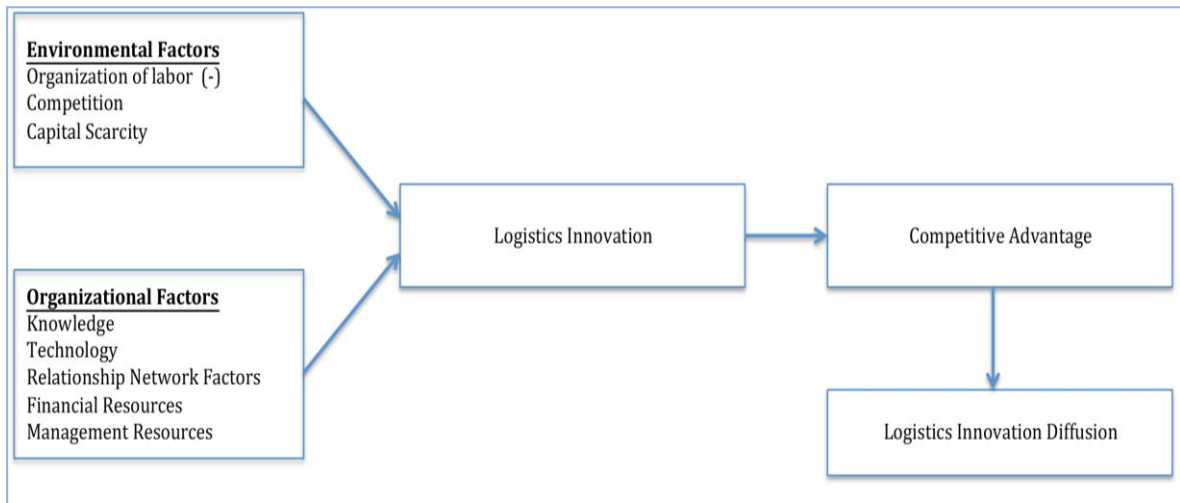 Environmental Factors
Organization of labor (-)
Competition
Capital Scarcity
Logistics Innovation
Competitive Advantage
Organizational Factors
Knowledge
Technology
Relationship Network Factors
Financial Resources
Management Resources
Logistics Innovation Diffusion